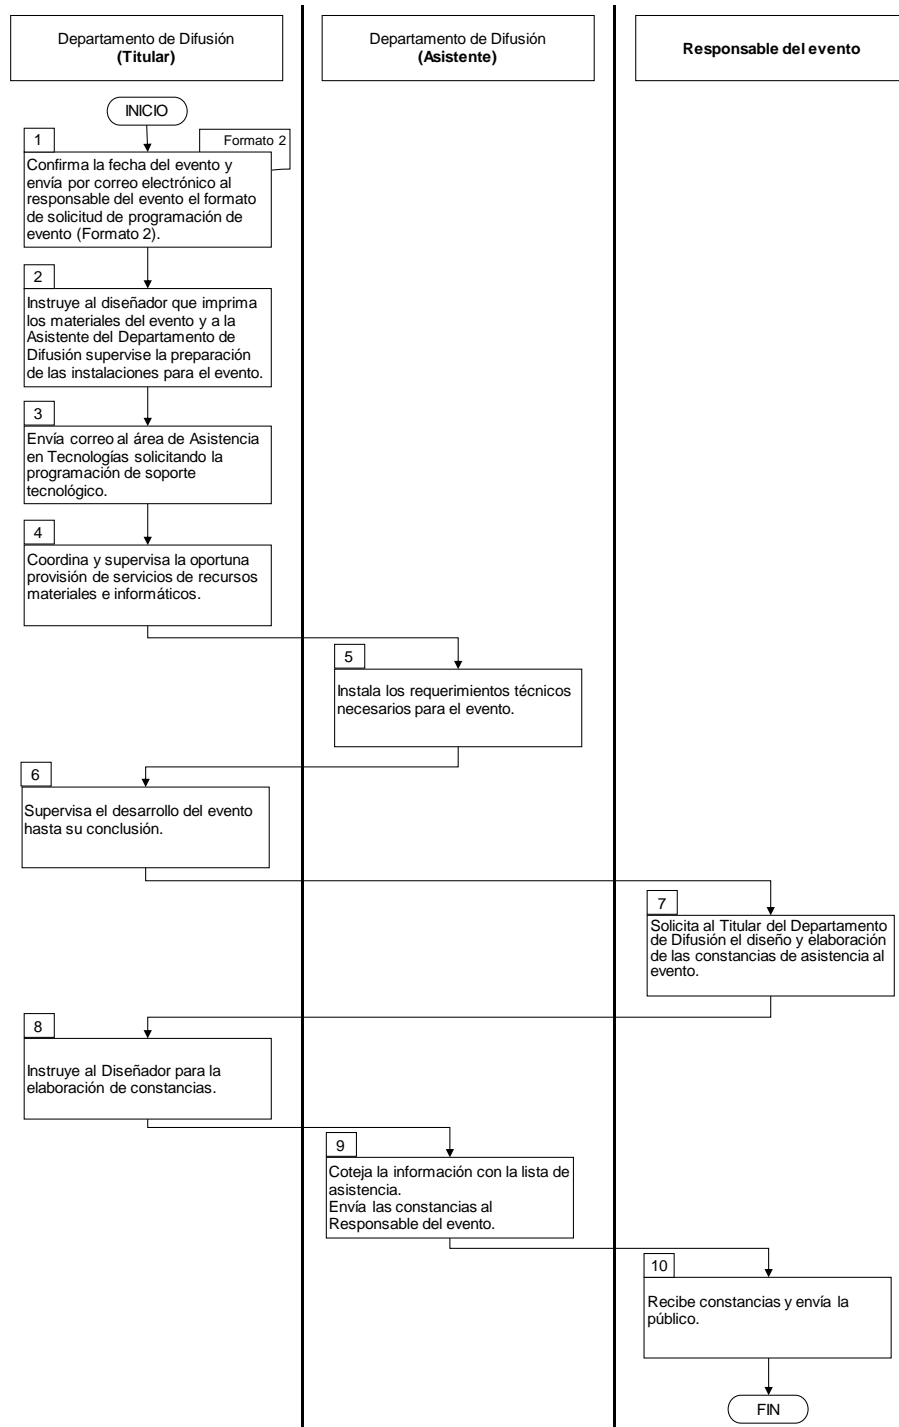 Departamento de Difusión
(Titular)
Departamento de Difusión
(Asistente)
Responsable del evento
INICIO
1
Formato 2
Confirma la fecha del evento y
envía por correo electrónico al
responsable del evento el formato
de solicitud de programación de
evento (Formato 2).
2
Instruye al diseñador que imprima
los materiales del evento y a la
Asistente del Departamento de
Difusión supervise la preparación
de las instalaciones para el evento.
3
Envía correo al área de Asistencia
en Tecnologías solicitando la
programación de soporte
tecnológico.
4
Coordina y supervisa la oportuna
provisión de servicios de recursos
materiales e informáticos.
5
Instala los requerimientos técnicos
necesarios para el evento.
6
Supervisa el desarrollo del evento
hasta su conclusión.
7
Solicita al Titular del Departamento
de Difusión el diseño y elaboración
de las constancias de asistencia al
evento.
8
Instruye al Diseñador para la
elaboración de constancias.
9
Coteja la información con la lista de
asistencia.
Envía las constancias al
Responsable del evento.
10
Recibe constancias y envía la
público.
FIN